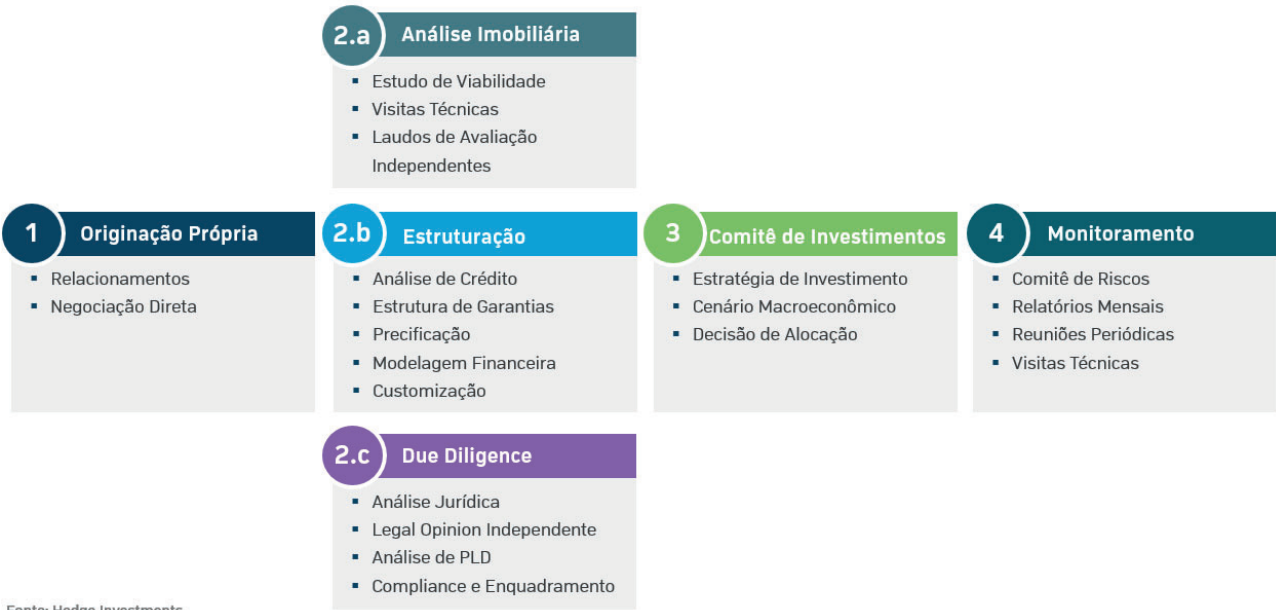 2.a Análise Imobiliária
▪ Estudo de Viabilidade
▪ Visitas Técnicas
▪ Laudos de Avaliação
Independentes
1 Originação Própria
▪ Relacionamentos
▪ Negociação Direta
2.b Estruturação
▪ Análise de Crédito
▪ Estrutura de Garantias
▪ Precificação
▪ Modelagem Financeira
▪ Customização
3 Comitê de Investimentos
▪ Estratégia de Investimento
▪ Cenário Macroeconômico
▪ Decisão de Alocação
4 Monitoramento
▪ Comitê de Riscos
▪ Relatórios Mensais
▪ Reuniões Periódicas
▪ Visitas Técnicas
2.c Due Diligence
▪ Análise Jurídica
▪ Legal Opinion Independente
▪ Análise de PLD
▪ Compliance e Enquadramento
Fonte: Hedge Investments